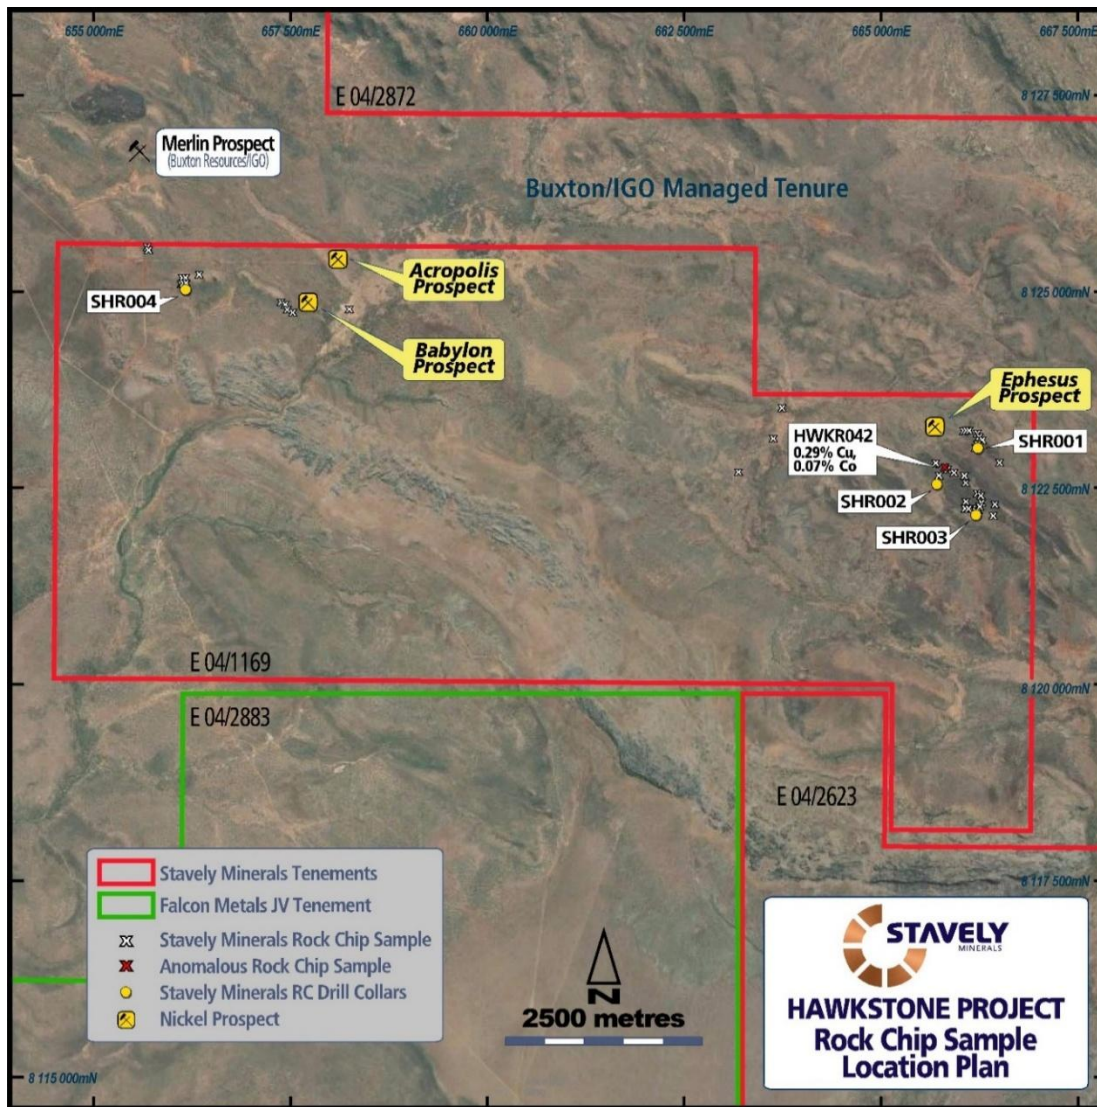 655 000mE
657 500mE
660 000mE
662 500mE
665 000mE
667 500mE
E 04/2872
8 127 500mN
Merlin Prospect
(Buxton Resources/IGO)
Buxton/IGO Managed Tenure
Acropolis
Prospect
8 125 000mN
SHR004
Babylon
Prospect
Ephesus
Prospect
HWKR042
0.29% Cu,
0.07% Co
SHR001
8 122 500mN
SHR002
SHR003
E 04/1169
8 120 000mN
E 04/2883
E 04/2623
Stavely Minerals Tenements
Falcon Metals JV Tenement
Stavely Minerals Rock Chip Sample
Anomalous Rock Chip Sample
Stavely Minerals RC Drill Collars
Nickel Prospect
N
2500 metres
8 117 500mN
STAVELY
MINERALS
HAWKSTONE PROJECT
Rock Chip Sample
Location Plan
8 115 000mN